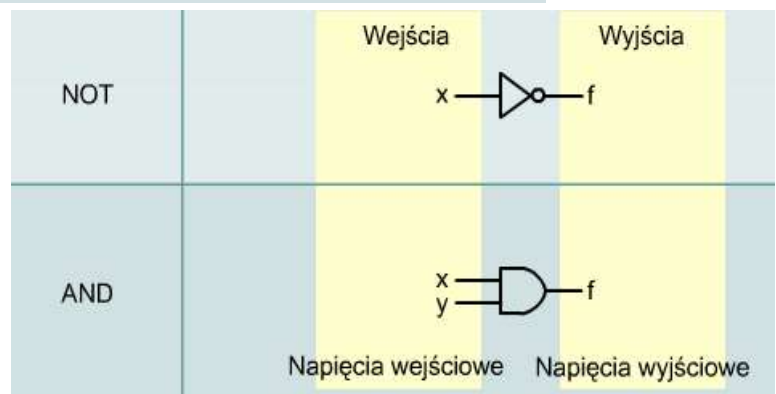 Wejścia Wyjścia
NOT x f
AND x y f
Napięcia wejściowe Napięcia wyjściowe